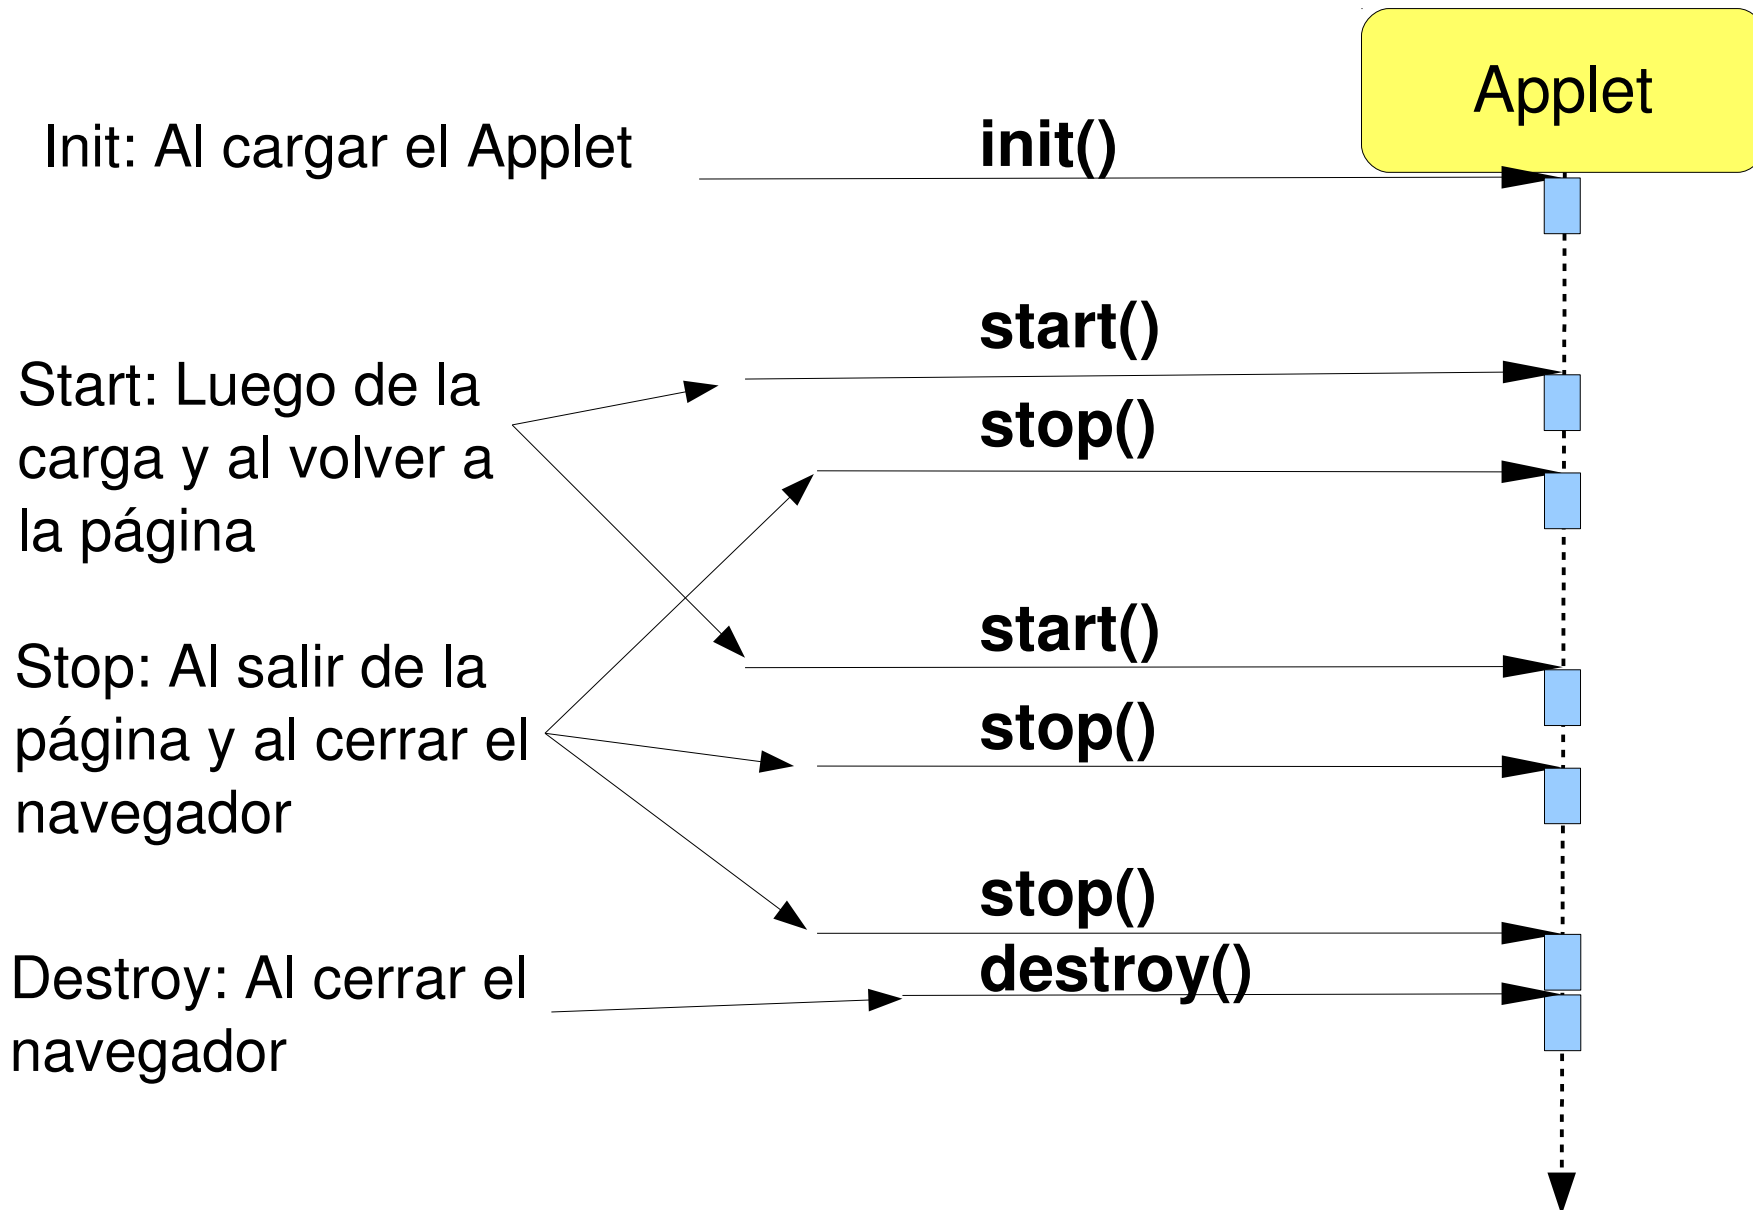 Applet
Init: Al cargar el Applet
init()
start()
Start: Luego de la
carga y al volver a
la página
stop()
start()
Stop: Al salir de la
página y al cerrar el
navegador
stop()
stop()
destroy()
Destroy: Al cerrar el
navegador